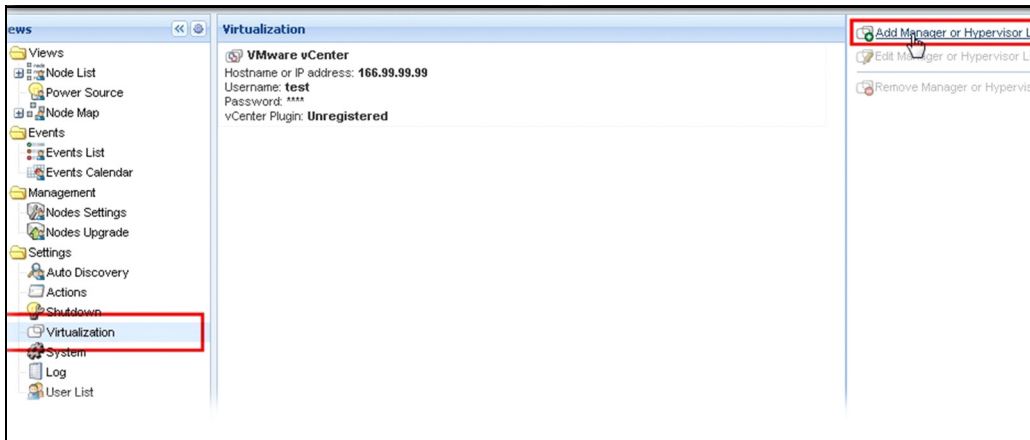 ews
Views
Node List
Power Source
Node Map
Events
Events List
Events Calendar
Management
Nodes Settings
Nodes Upgrade
Settings
Auto Discovery
Actions
Shutdown
Virtualization
System
Log
User List
Virtualization
VMware vCenter
Hostname or IP address: 166.99.99.99
Username: test
Password: ****
vCenter Plugin: Unregistered
Add Manager or Hypervisor L
Edit Manager or Hypervisor L
Remove Manager or Hypervis